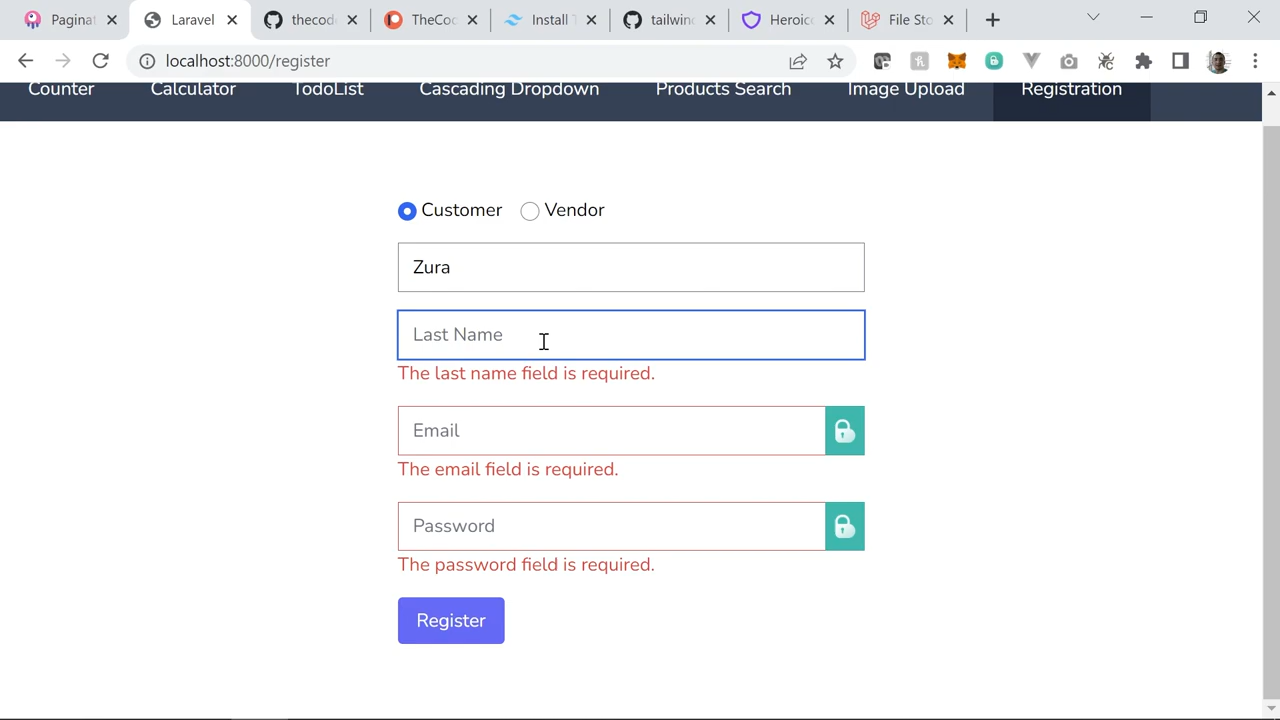 Paginat
Laravel
thecode
TheCod
Install T
tailwin
Heroico
File Sto
localhost:8000/register
Counter
Calculator
TodoList
Cascading Dropdown
Products Search
Image Upload
Registration
Customer
Vendor
Zura
Last Name
The last name field is required.
Email
The email field is required.
Password
The password field is required.
Register